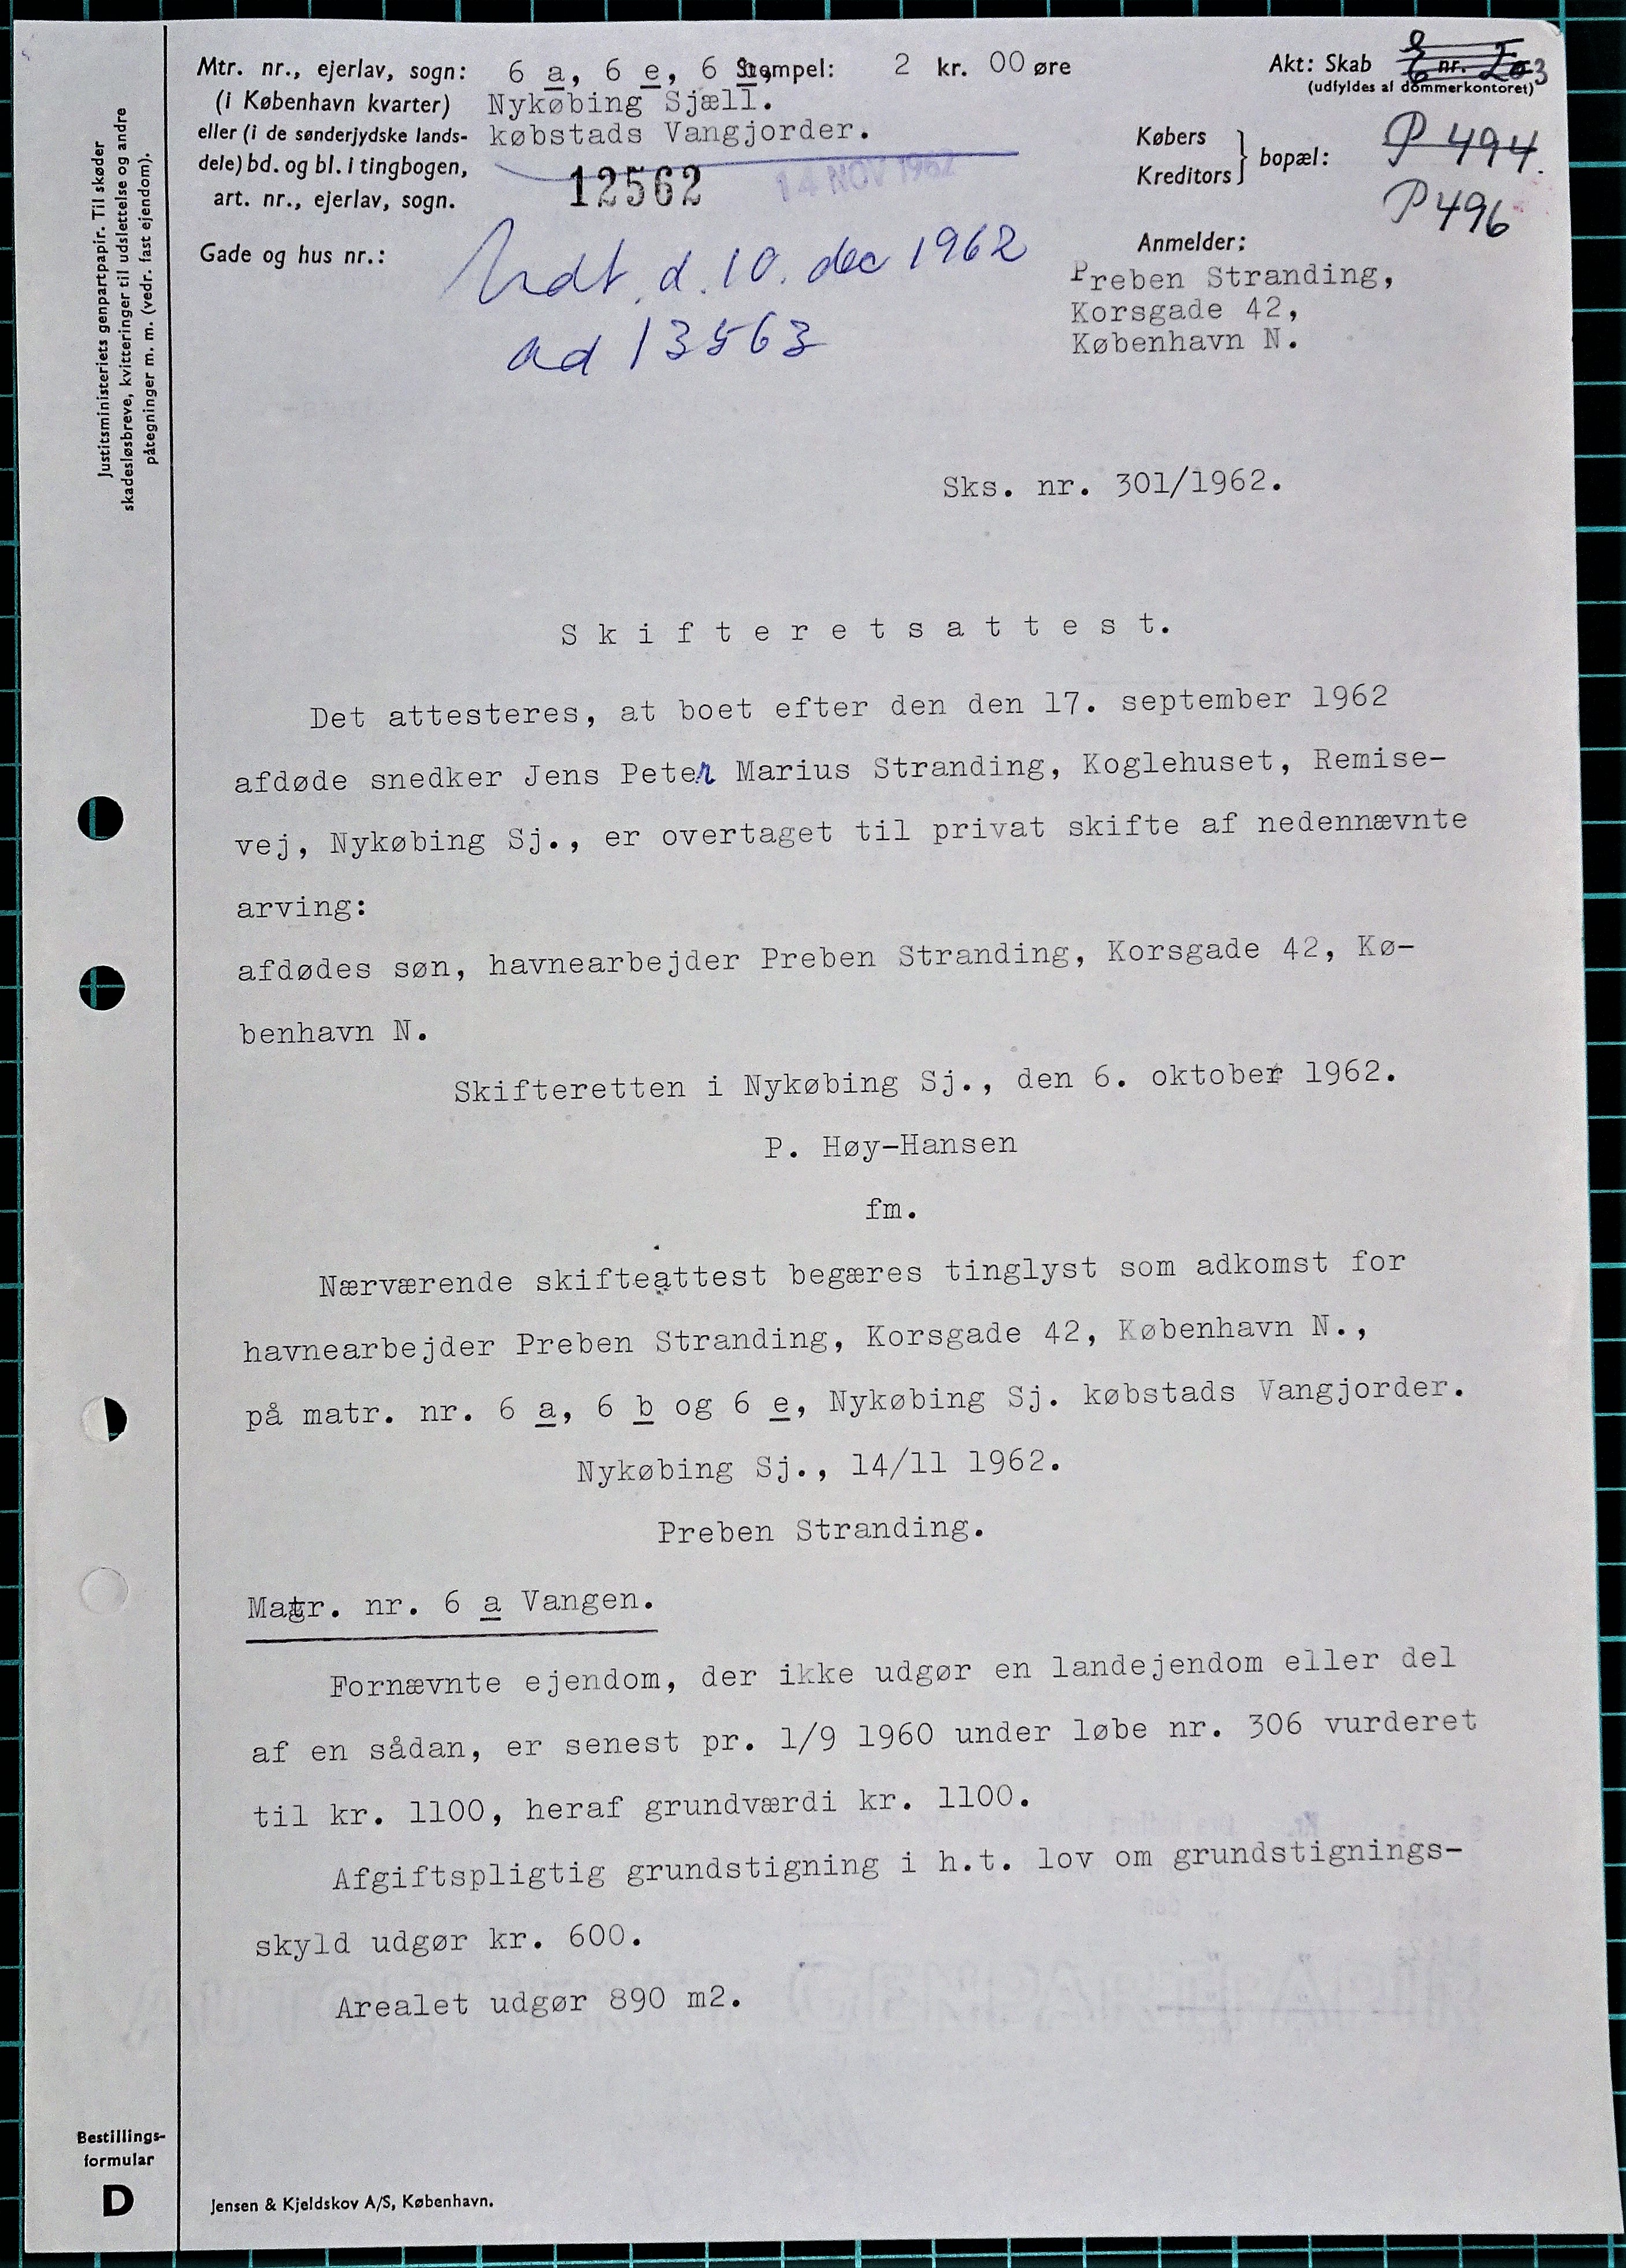 Mtr. nr., ejerlav, sogn: 6 a, 6 e, 6 b, Stempel: 2 kr. 00 øre
Akt: Skab nr.
(udfyldes af dommerkontoret)
(i København kvarter) Nykøbing Sjæll.
eller (i de sønderjydske lands- købstads Vangjorder.
dele) bd. og bl. i tingbogen,
art. nr., ejerlav, sogn.
12562 14 NOV 1962
Købers
Kreditors } bopæl:
P 494.
P 496
Gade og hus nr.:
d. 10. dec 1962
ad 13563
Anmelder:
Preben Stranding,
Korsgade 42,
København N.
Justitsministeriets genpartpapir. Til skøder
skadesløsbreve, kvitteringer til udslettelse og andre
påtegninger m. m. (vedr. fast ejendom).
Sks. nr. 301/1962.
Skifteretsattest.
Det attesteres, at boet efter den den 17. september 1962
afdøde snedker Jens Peter Marius Stranding, Koglehuset, Remise-
vej, Nykøbing Sj., er overtaget til privat skifte af nedennævnte
arving:
afdødes søn, havnearbejder Preben Stranding, Korsgade 42, Kø-
benhavn N.
Skifteretten i Nykøbing Sj., den 6. oktober 1962.
P. Høy-Hansen
fm.
Nærværende skifteattest begæres tinglyst som adkomst for
havnearbejder Preben Stranding, Korsgade 42, København N.,
på matr. nr. 6 a, 6 b og 6 e, Nykøbing Sj. købstads Vangjorder.
Nykøbing Sj., 14/11 1962.
Preben Stranding.
Matr. nr. 6 a Vangen.
Fornævnte ejendom, der ikke udgør en landejendom eller del
af en sådan, er senest pr. 1/9 1960 under løbe nr. 306 vurderet
til kr. 1100, heraf grundværdi kr. 1100.
Afgiftspligtig grundstigning i h.t. lov om grundstignings-
skyld udgør kr. 600.
Arealet udgør 890 m2.
Bestillings-
formular
D
Jensen & Kjeldskov A/S, København.